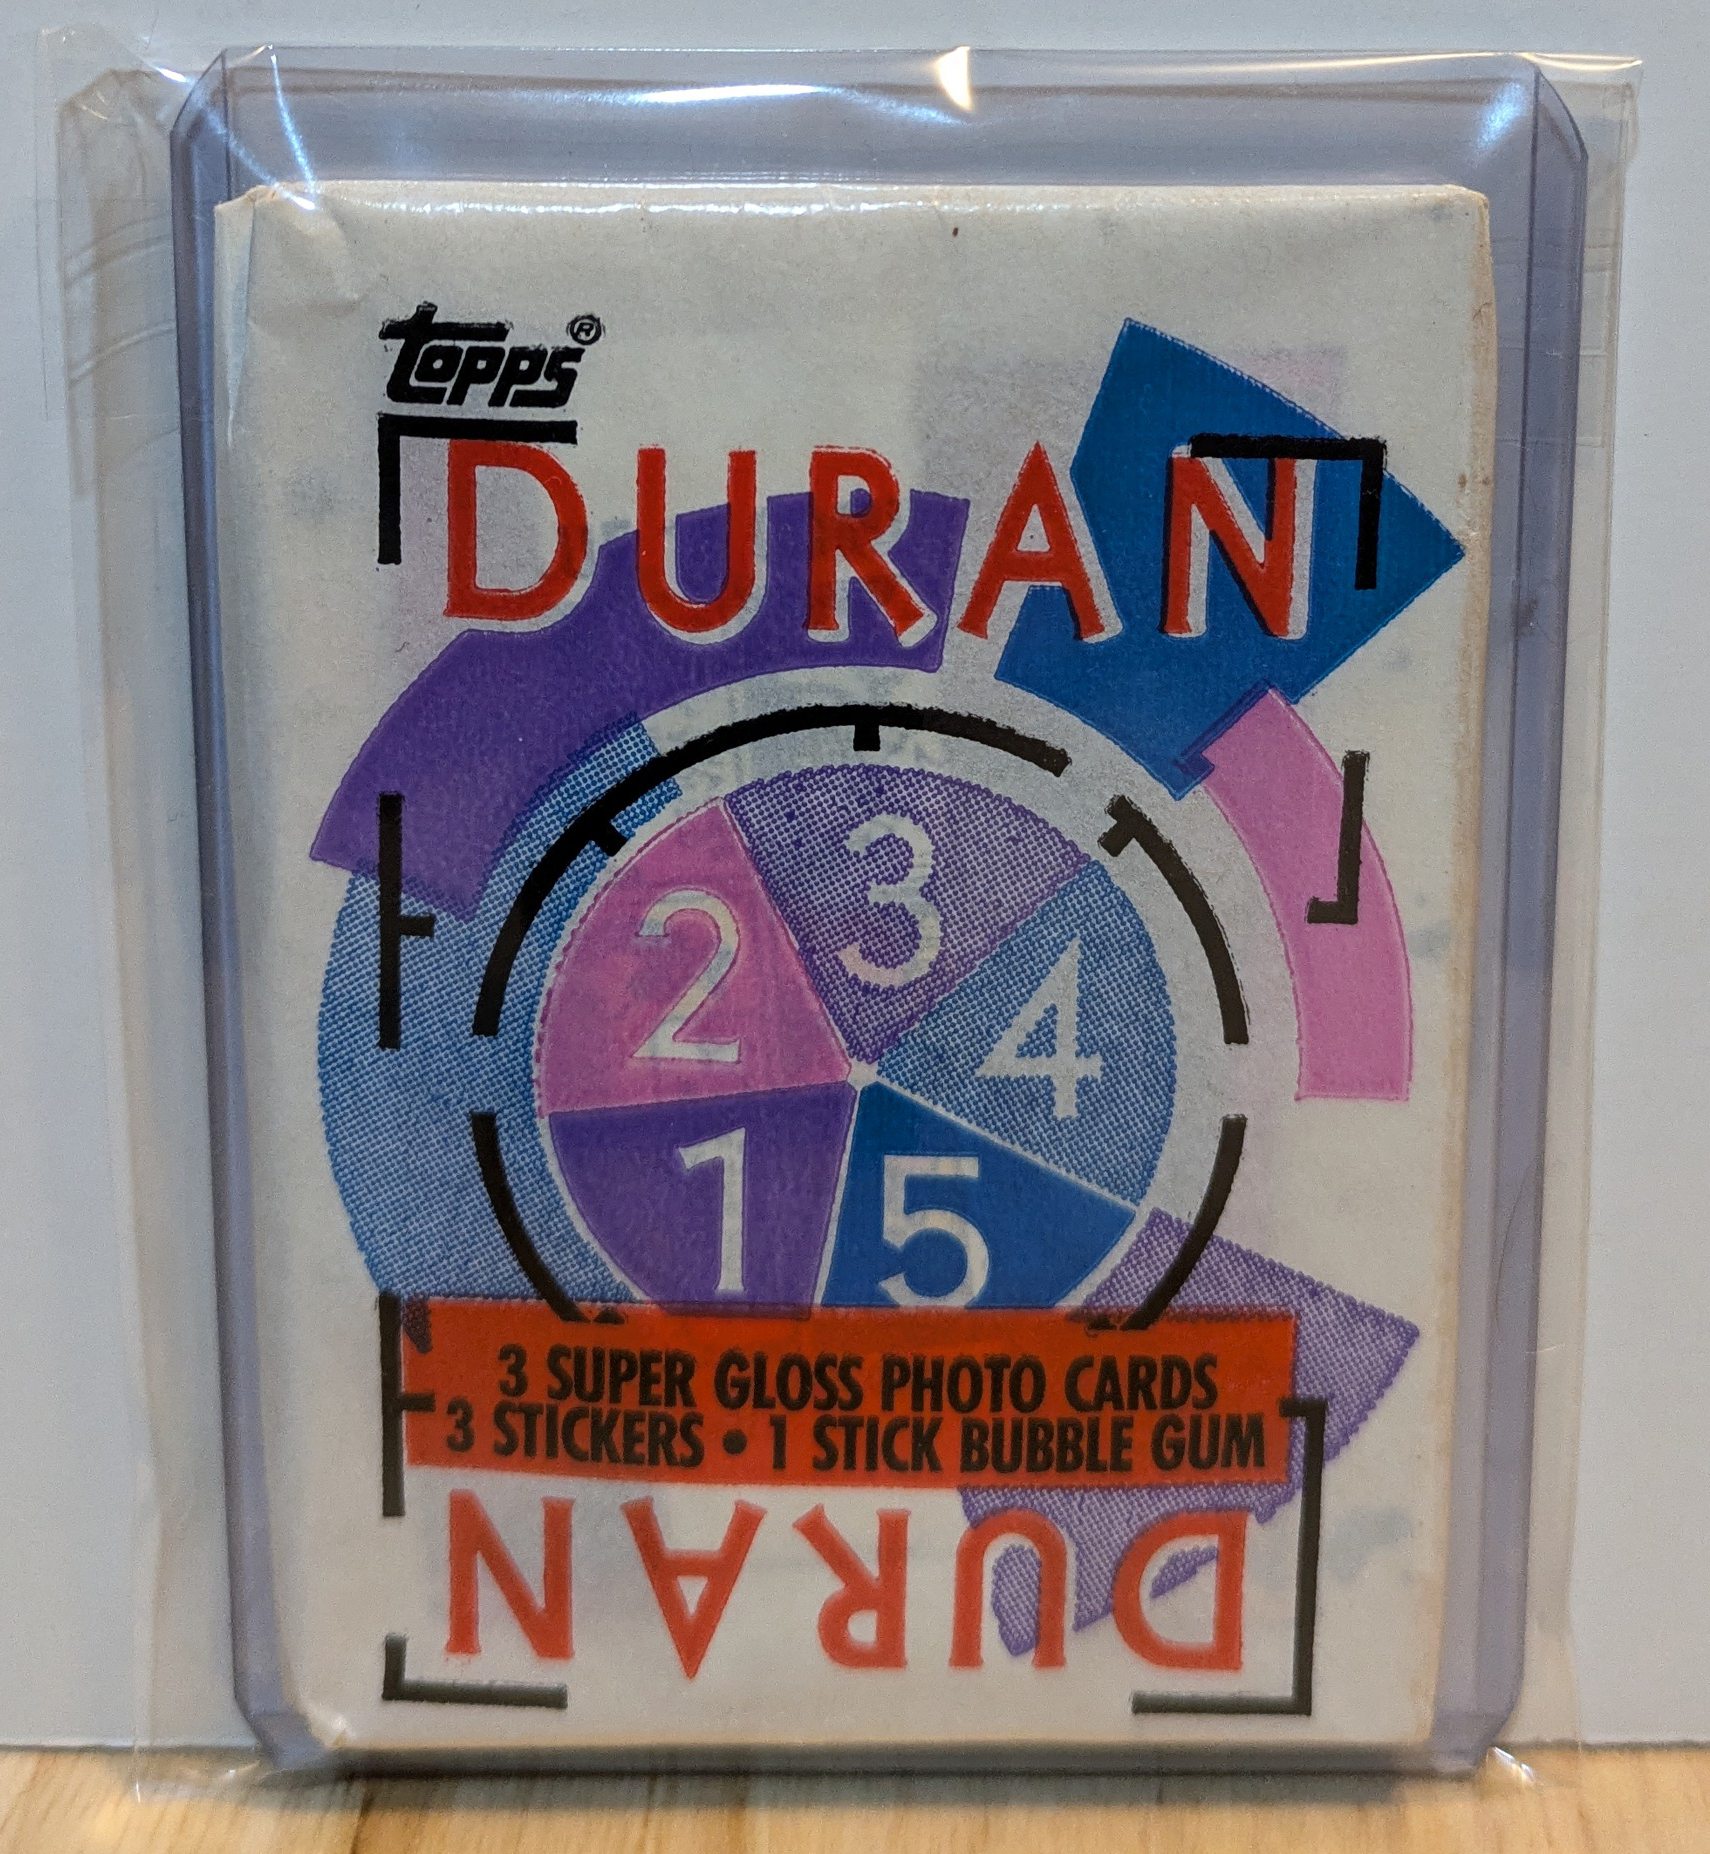 Topps®
DURAN
3
2
4
1
5
3 SUPER GLOSS PHOTO CARDS
3 STICKERS • 1 STICK BUBBLE GUM
DURAN